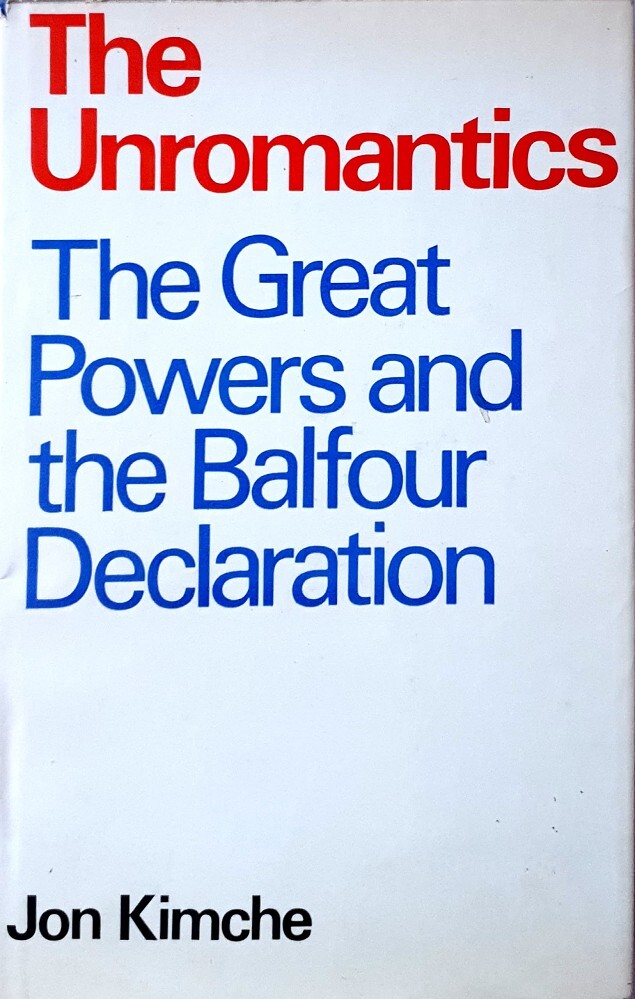 The
Unromantics
The Great
Powers and
the Balfour
Declaration
Jon Kimche